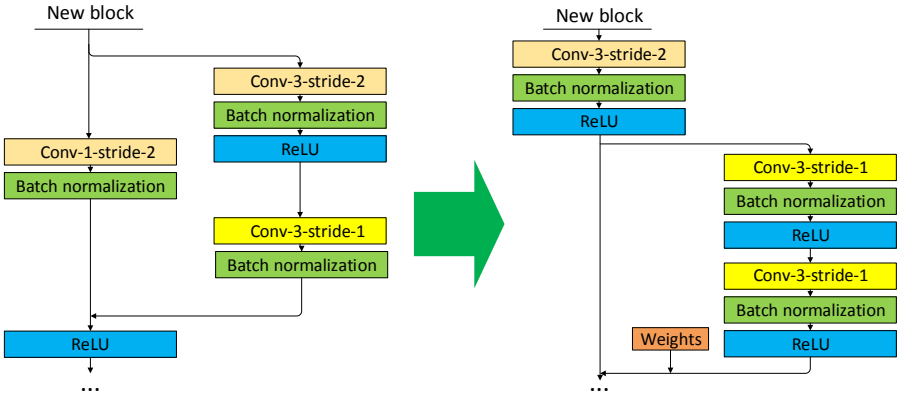 New block
Conv-3-stride-2
Batch normalization
ReLU
Conv-1-stride-2
Batch normalization
Conv-3-stride-1
Batch normalization
ReLU
...
New block
Conv-3-stride-2
Batch normalization
ReLU
Conv-3-stride-1
Batch normalization
ReLU
Conv-3-stride-1
Batch normalization
ReLU
Weights
...